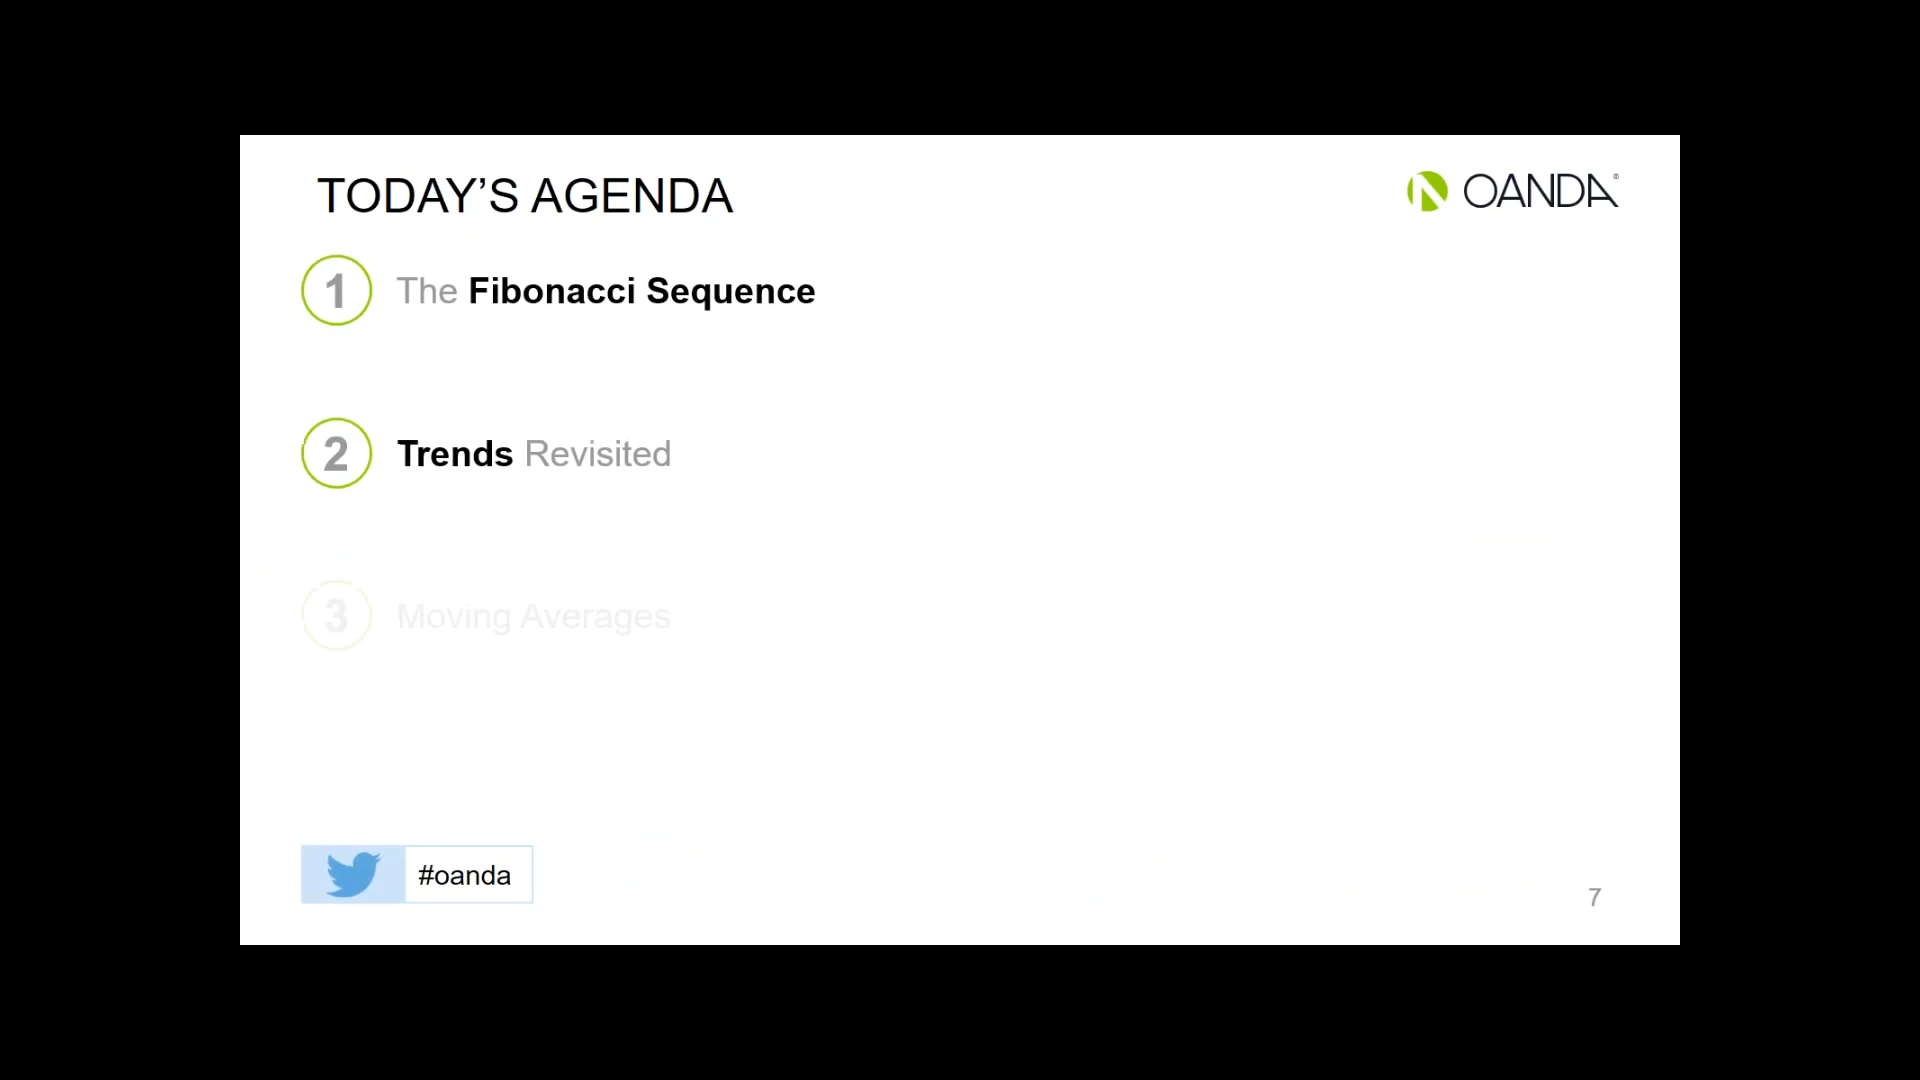 TODAY’S AGENDA
OANDA®
1 The Fibonacci Sequence
2 Trends Revisited
3 Moving Averages
#oanda
7